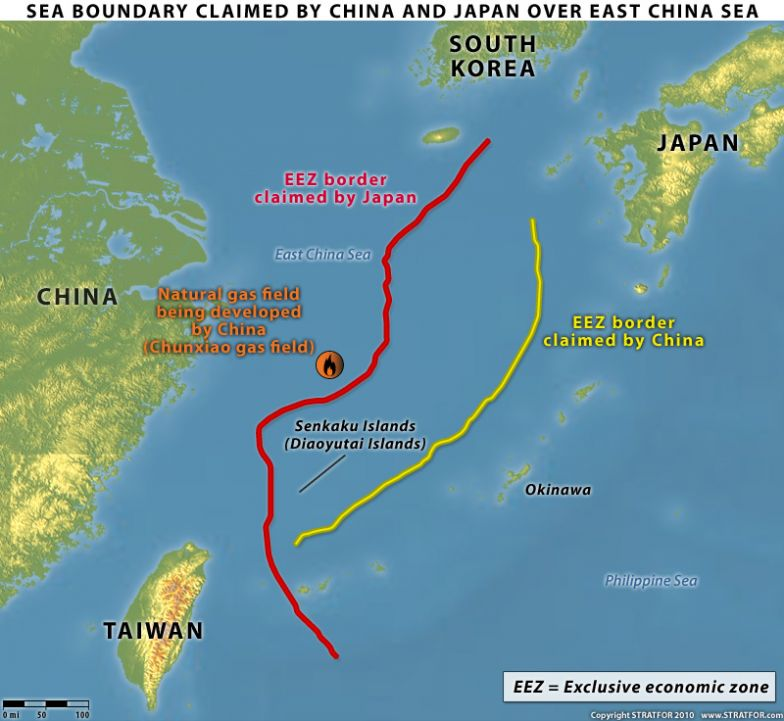 SEA BOUNDARY CLAIMED BY CHINA AND JAPAN OVER EAST CHINA SEA
SOUTH
KOREA
JAPAN
EEZ border
claimed by Japan
East China Sea
CHINA
Natural gas field
being developed
by China
(Chunxiao gas field)
EEZ border
claimed by China
Senkaku Islands
(Diaoyutai Islands)
Okinawa
Philippine Sea
TAIWAN
EEZ = Exclusive economic zone
0 mi 50 100
Copyright STRATFOR 2010 www.STRATFOR.com